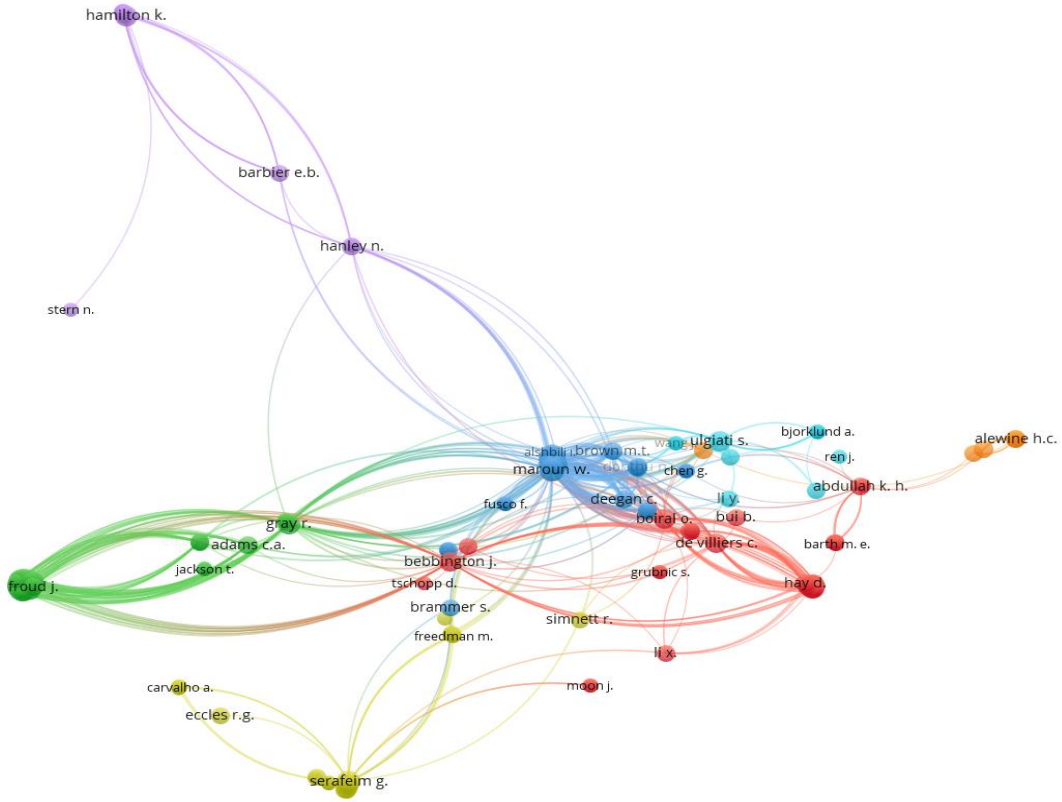 hamilton k.
barbier e.b.
hanley n.
stern n.
bjorklund a.
ulgiati s.
alewine h.c.
brown m.t.
ren j.
maroun w.
chen g.
abdullah k. h.
deegan c.
li y.
fusco f.
boiral o.
bui b.
gray r.
adams c.a.
de villiers c.
barth m. e.
bebbington j.
jackson t.
grubnic s.
tschopp d.
froud j.
hay d.
brammer s.
simnett r.
freedman m.
li x.
carvalho a.
moon j.
eccles r.g.
serafeim g.